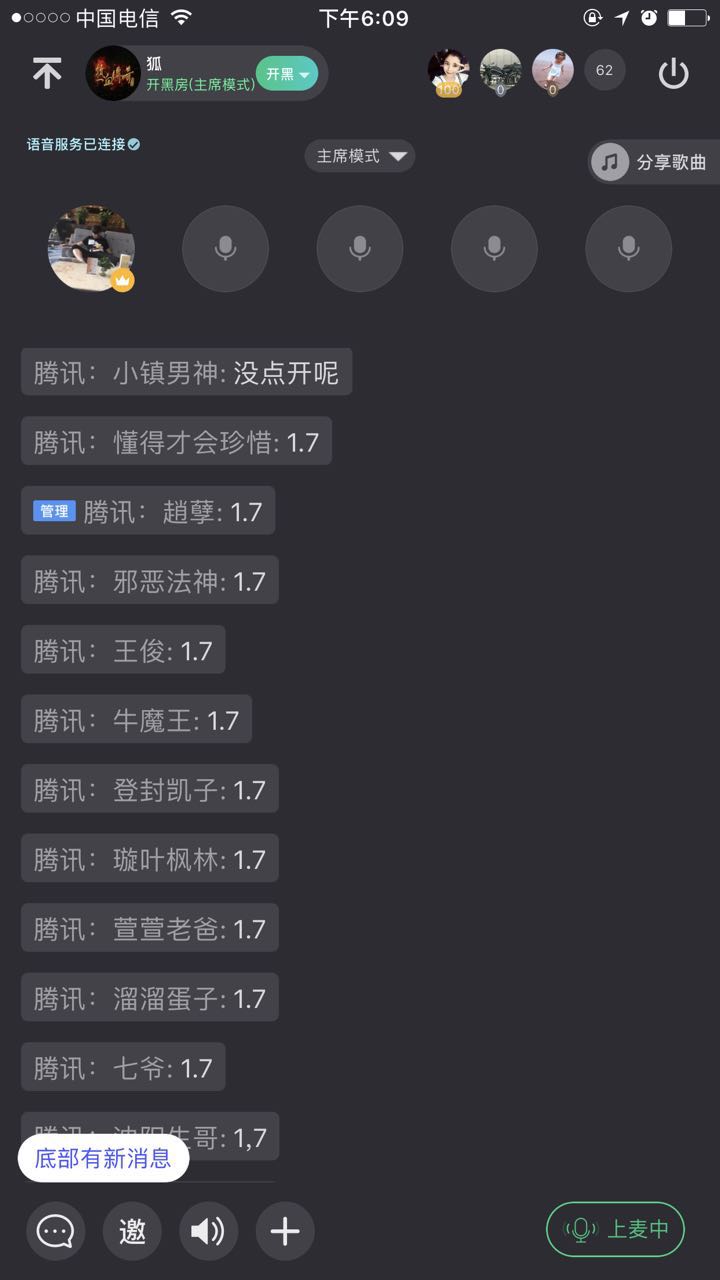 中国电信
下午6:09
狐
开黑房(主席模式)
开黑
100
0
0
62
语音服务已连接
主席模式
分享歌曲
腾讯： 小镇男神: 没点开呢
腾讯： 懂得才会珍惜: 1.7
管理 腾讯： 趙孽: 1.7
腾讯： 邪恶法神: 1.7
腾讯： 王俊: 1.7
腾讯： 牛魔王: 1.7
腾讯： 登封凯子: 1.7
腾讯： 璇叶枫林: 1.7
腾讯： 萱萱老爸: 1.7
腾讯： 溜溜蛋子: 1.7
腾讯： 七爷: 1.7
哥: 1,7
底部有新消息
邀
上麦中